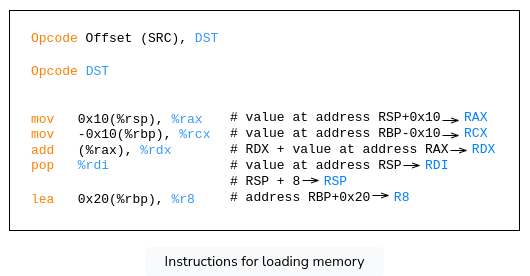 Opcode Offset (SRC), DST
Opcode DST
mov 0x10(%rsp), %rax # value at address RSP+0x10 → RAX
mov -0x10(%rbp), %rcx # value at address RBP-0x10 → RCX
add (%rax), %rdx # RDX + value at address RAX → RDX
pop %rdi # value at address RSP → RDI
# RSP + 8 → RSP
lea 0x20(%rbp), %r8 # address RBP+0x20 → R8
Instructions for loading memory